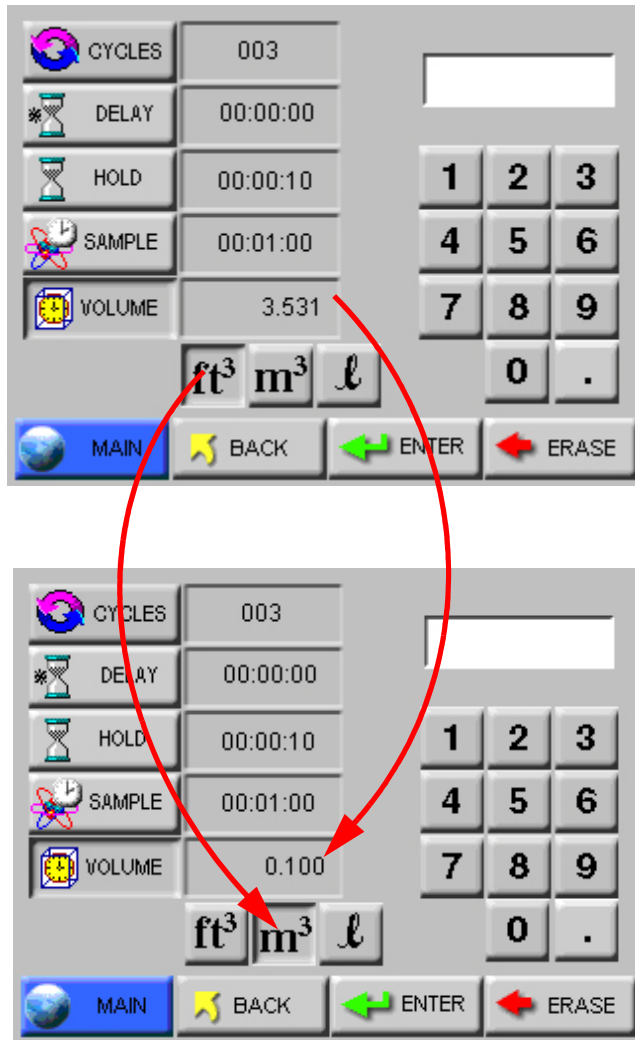 CYCLES 003
DELAY 00:00:00
HOLD 00:00:10 1 2 3
SAMPLE 00:01:00 4 5 6
VOLUME 3.531 7 8 9
ft³ m³ ℓ 0 .
MAIN BACK ENTER ERASE
CYCLES 003
DELAY 00:00:00
HOLD 00:00:10 1 2 3
SAMPLE 00:01:00 4 5 6
VOLUME 0.100 7 8 9
ft³ m³ ℓ 0 .
MAIN BACK ENTER ERASE